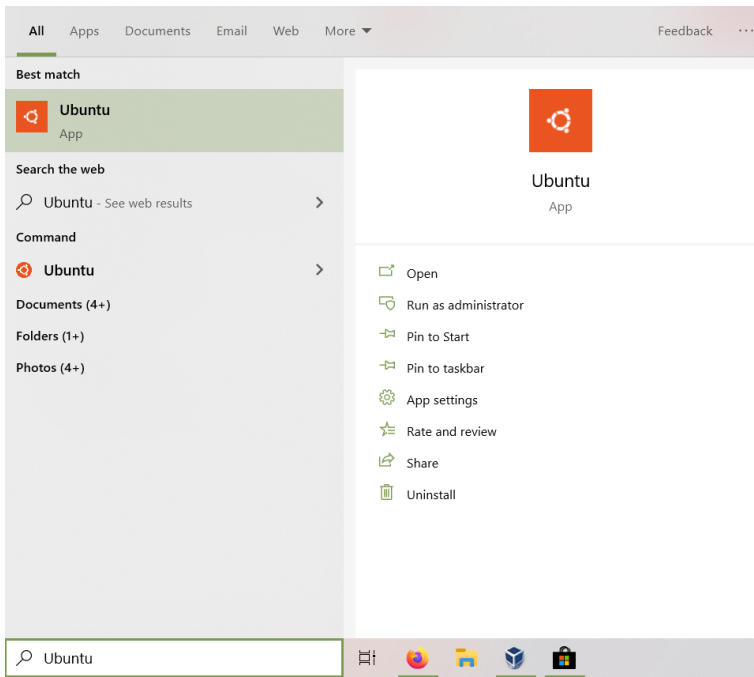 All Apps Documents Email Web More Feedback ...
Best match
Ubuntu
App
Search the web
Ubuntu - See web results
Command
Ubuntu
Documents (4+)
Folders (1+)
Photos (4+)
Ubuntu
App
Open
Run as administrator
Pin to Start
Pin to taskbar
App settings
Rate and review
Share
Uninstall
Ubuntu